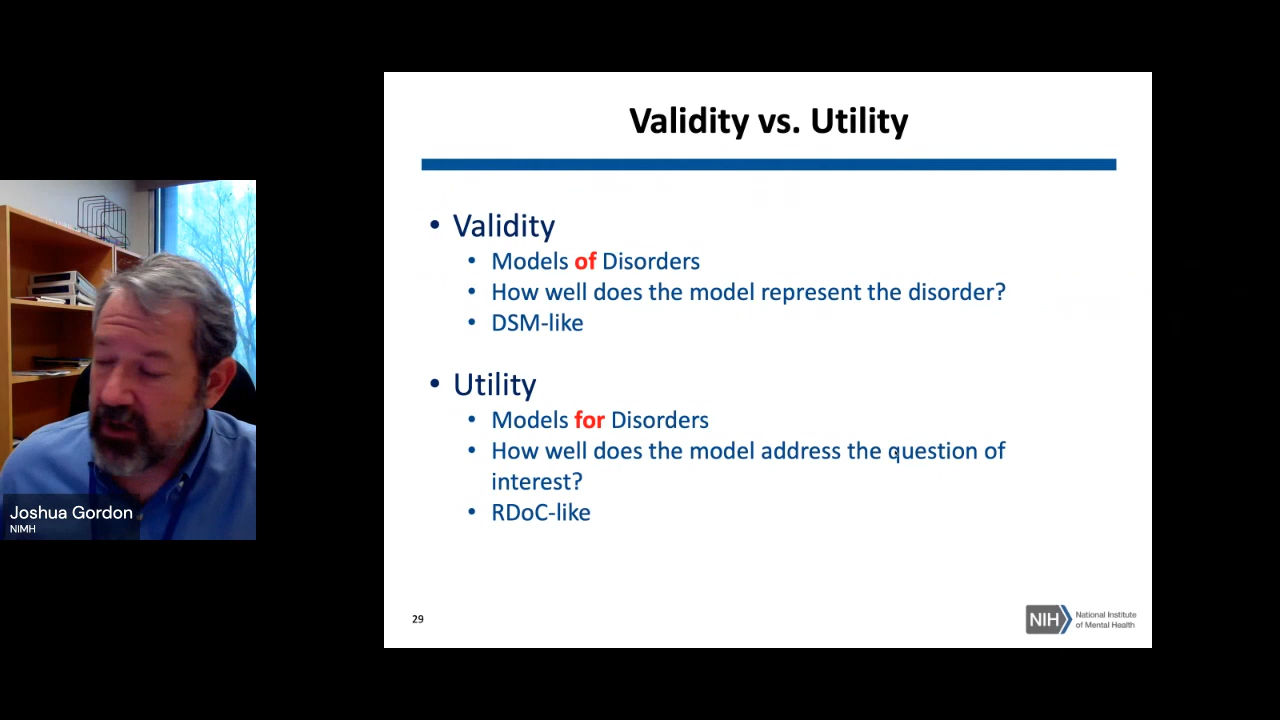 Validity vs. Utility
• Validity
• Models of Disorders
• How well does the model represent the disorder?
• DSM-like
• Utility
• Models for Disorders
• How well does the model address the question of
interest?
• RDoC-like
Joshua Gordon
NIMH
29
NIH
National Institute
of Mental Health